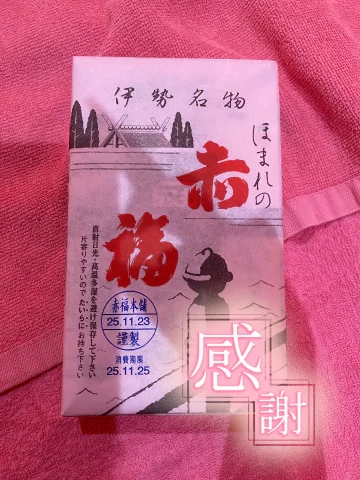 伊勢名物
ほまれの
赤
福
直射日光・高温多湿を避け保存して下さい
片寄りやすいのでたいらにお持ち下さい
赤福本舗
25.11.23
謹製
消費期限
25.11.25
感
謝